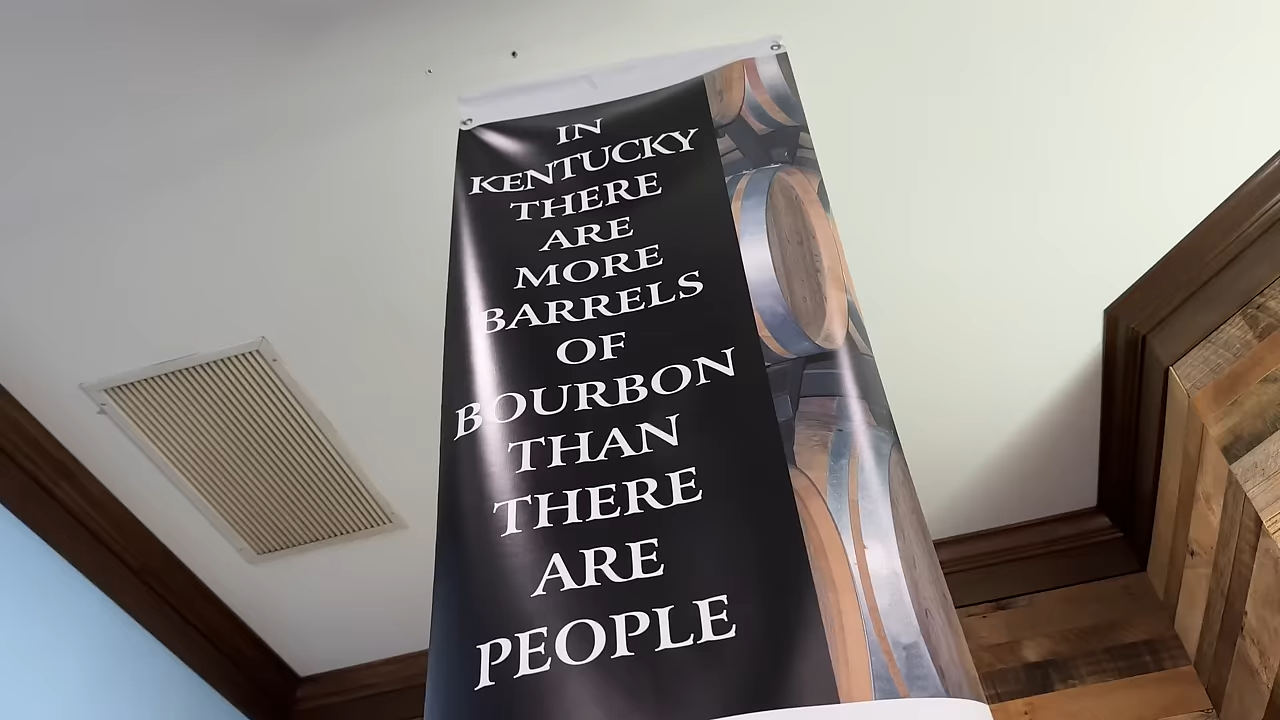 IN
KENTUCKY
THERE
ARE
MORE
BARRELS
OF
BOURBON
THAN
THERE
ARE
PEOPLE